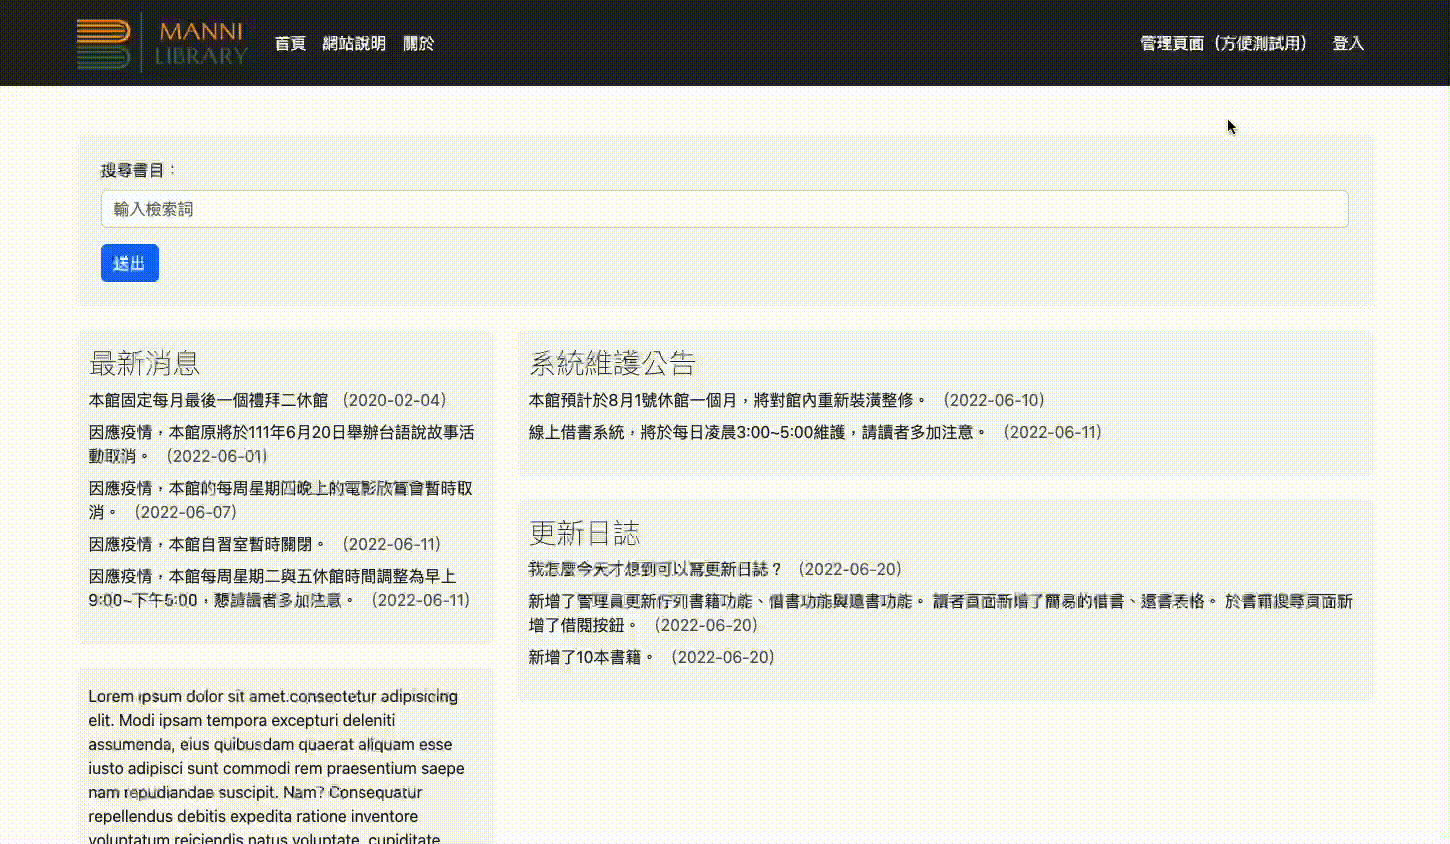 MANNI
LIBRARY
首頁 網站說明 關於
管理頁面（方便測試用） 登入
搜尋書目：
輸入檢索詞
送出
最新消息
本館固定每月最後一個禮拜二休館 （2020-02-04）
因應疫情，本館原將於111年6月20日舉辦台語說故事活
動取消。 （2022-06-01）
因應疫情，本館的每周星期四晚上的電影欣賞會暫時取
消。 （2022-06-07）
因應疫情，本館自習室暫時關閉。 （2022-06-11）
因應疫情，本館每周星期二與五休館時間調整為早上
9:00~下午5:00，懇請讀者多加注意。 （2022-06-11）
Lorem ipsum dolor sit amet consectetur adipisicing
elit. Modi ipsam tempora excepturi deleniti
assumenda, eius quibusdam quaerat aliquam esse
iusto adipisci sunt commodi rem praesentium saepe
nam repudiandae suscipit. Nam? Consequatur
repellendus debitis expedita ratione inventore
voluptatum reiciendis natus voluptate, cupiditate
系統維護公告
本館預計於8月1號休館一個月，將對館內重新裝潢整修。 （2022-06-10）
線上借書系統，將於每日凌晨3:00~5:00維護，請讀者多加注意。 （2022-06-11）
更新日誌
我怎麼今天才想到可以寫更新日誌？ （2022-06-20）
新增了管理員更新佇列書籍功能、借書功能與還書功能。 讀者頁面新增了簡易的借書、還書表格。 於書籍搜尋頁面新
增了借閱按鈕。 （2022-06-20）
新增了10本書籍。 （2022-06-20）